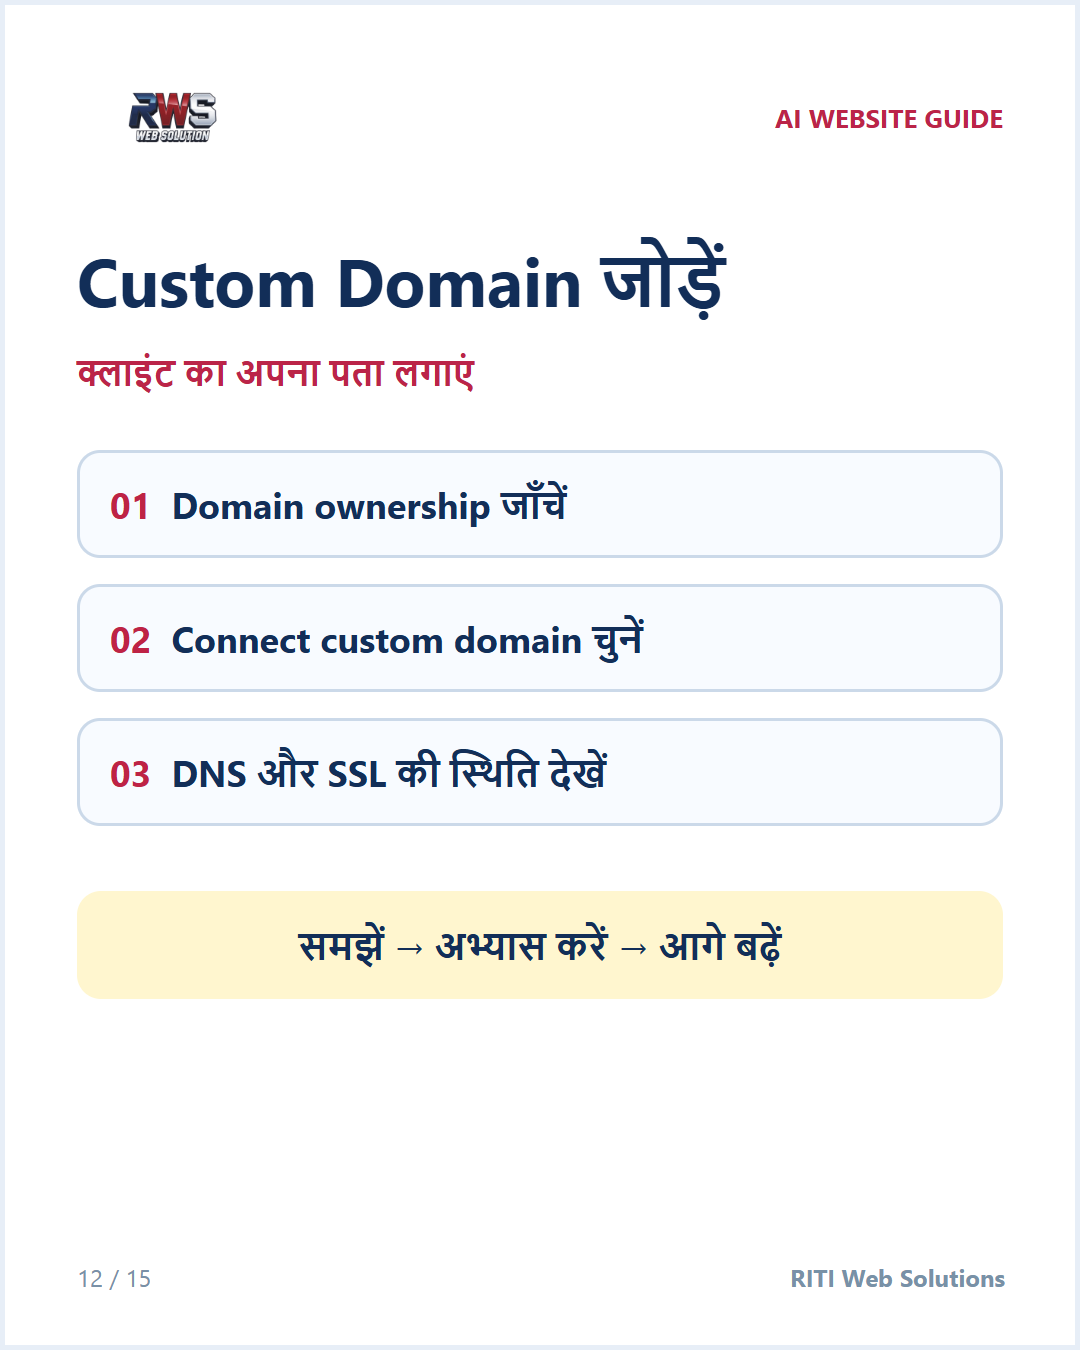 RWS
WEB SOLUTION
AI WEBSITE GUIDE
Custom Domain जोड़ें
क्लाइंट का अपना पता लगाएं
01 Domain ownership जाँचें
02 Connect custom domain चुनें
03 DNS और SSL की स्थिति देखें
समझें → अभ्यास करें → आगे बढ़ें
12 / 15
RITI Web Solutions